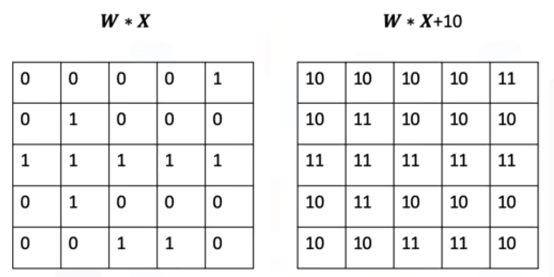 W * X W * X+10
0 0 0 0 1 10 10 10 10 11
0 1 0 0 0 10 11 10 10 10
1 1 1 1 1 11 11 11 11 11
0 1 0 0 0 10 11 10 10 10
0 0 1 1 0 10 10 11 11 10